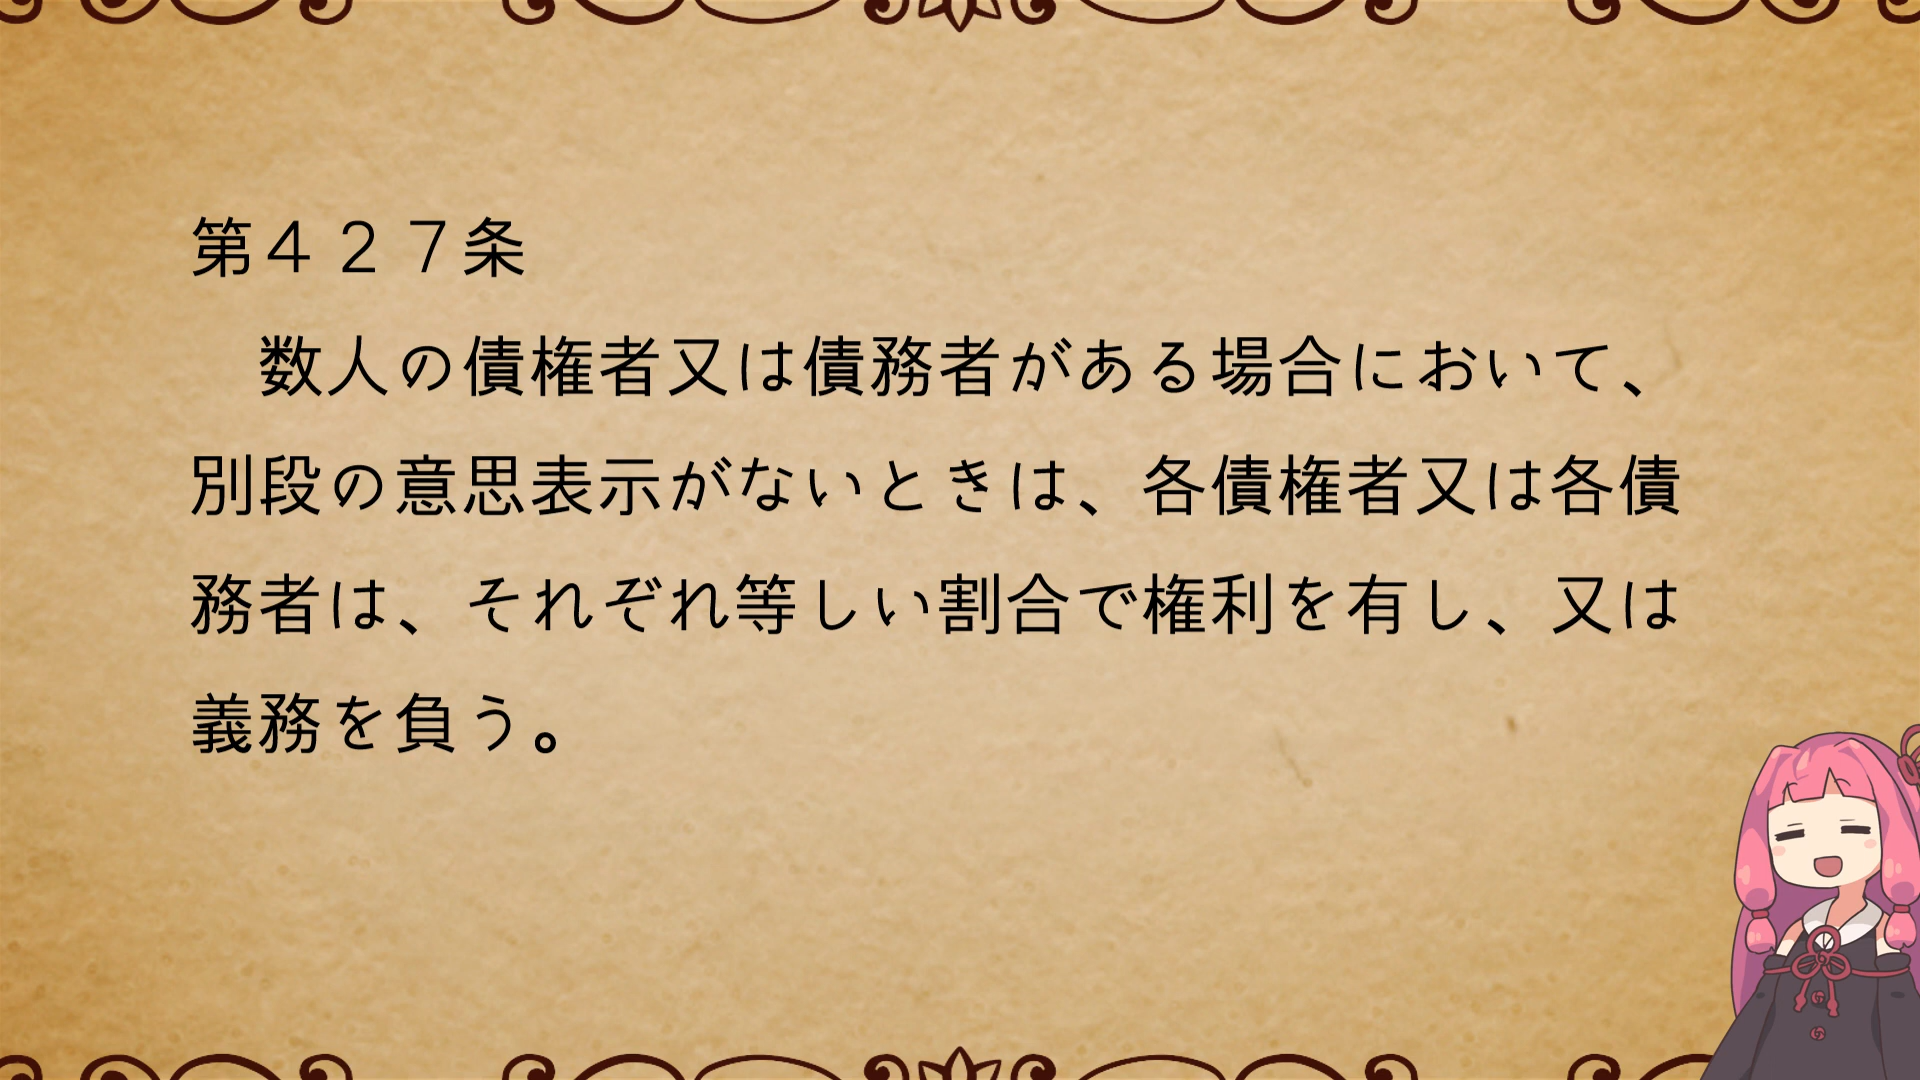 第４２７条
　数人の債権者又は債務者がある場合において、
別段の意思表示がないときは、各債権者又は各債
務者は、それぞれ等しい割合で権利を有し、又は
義務を負う。